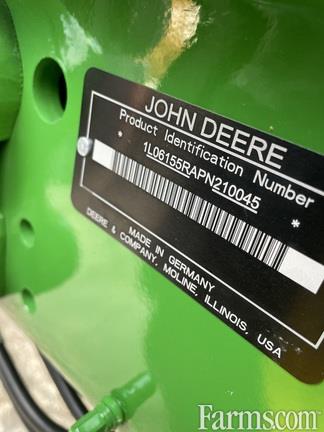 JOHN DEERE
Product Identification Number
* 1L06155RAPN210045 *
MADE IN GERMANY
DEERE & COMPANY, MOLINE, ILLINOIS, USA
Farms.com